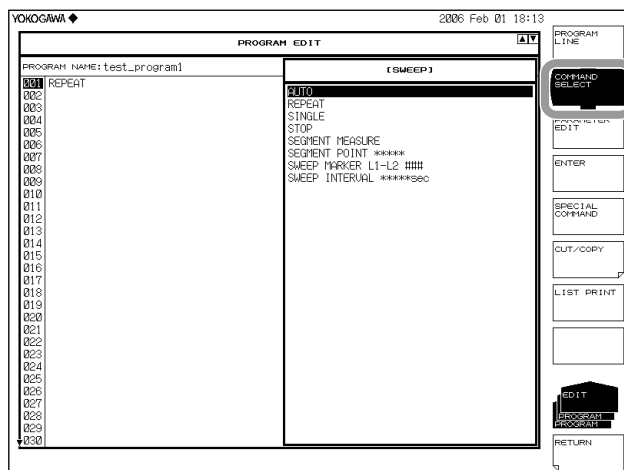 YOKOGAWA ◆
2006 Feb 01 18:13
PROGRAM EDIT
▲▼
PROGRAM NAME:test_program1
001 REPEAT
002
003
004
005
006
007
008
009
010
011
012
013
014
015
016
017
018
019
020
021
022
023
024
025
026
027
028
029
030
[SWEEP]
AUTO
REPEAT
SINGLE
STOP
SEGMENT MEASURE
SEGMENT POINT *****
SWEEP MARKER L1-L2 ###
SWEEP INTERVAL *****sec
PROGRAM
LINE
COMMAND
SELECT
PARAMETER
EDIT
ENTER
SPECIAL
COMMAND
CUT/COPY
LIST PRINT
EDIT
PROGRAM
PROGRAM
RETURN